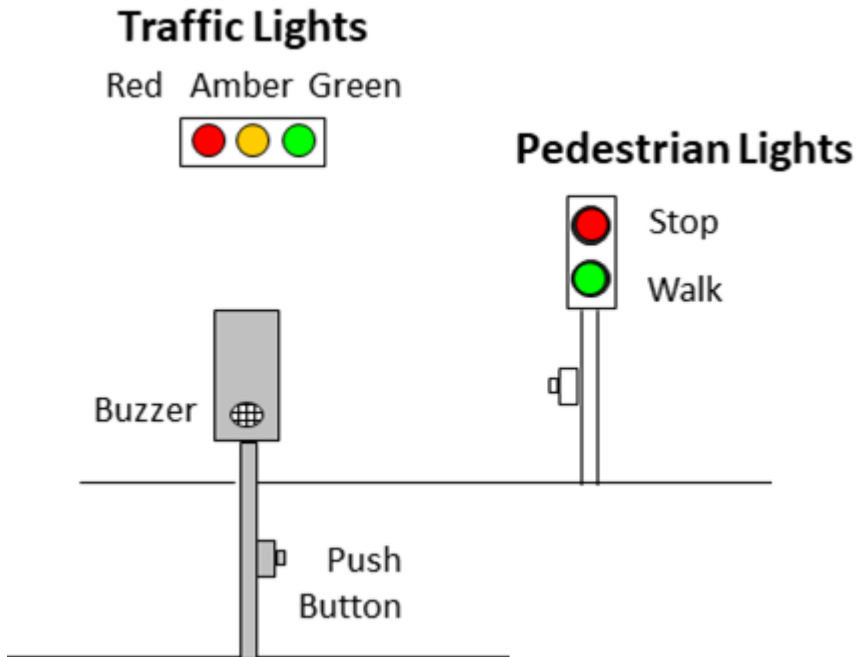 Traffic Lights
Red Amber Green
Pedestrian Lights
Stop
Walk
Buzzer
Push
Button